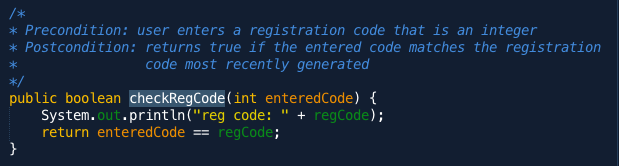 /*
* Precondition: user enters a registration code that is an integer
* Postcondition: returns true if the entered code matches the registration
*                code most recently generated
*/
public boolean checkRegCode(int enteredCode) {
    System.out.println("reg code: " + regCode);
    return enteredCode == regCode;
}